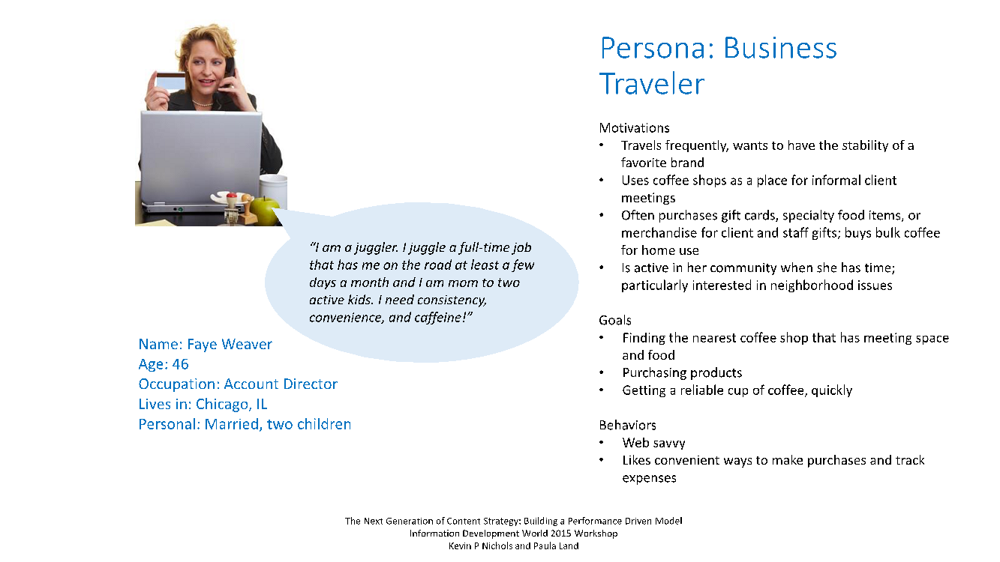 Persona: Business
Traveler
Motivations
• Travels frequently, wants to have the stability of a
favorite brand
• Uses coffee shops as a place for informal client
meetings
• Often purchases gift cards, specialty food items, or
merchandise for client and staff gifts; buys bulk coffee
for home use
• Is active in her community when she has time;
particularly interested in neighborhood issues
Goals
• Finding the nearest coffee shop that has meeting space
and food
• Purchasing products
• Getting a reliable cup of coffee, quickly
Behaviors
• Web savvy
• Likes convenient ways to make purchases and track
expenses
“I am a juggler. I juggle a full-time job
that has me on the road at least a few
days a month and I am mom to two
active kids. I need consistency,
convenience, and caffeine!”
Name: Faye Weaver
Age: 46
Occupation: Account Director
Lives in: Chicago, IL
Personal: Married, two children
The Next Generation of Content Strategy: Building a Performance Driven Model
Information Development World 2015 Workshop
Kevin P Nichols and Paula Land